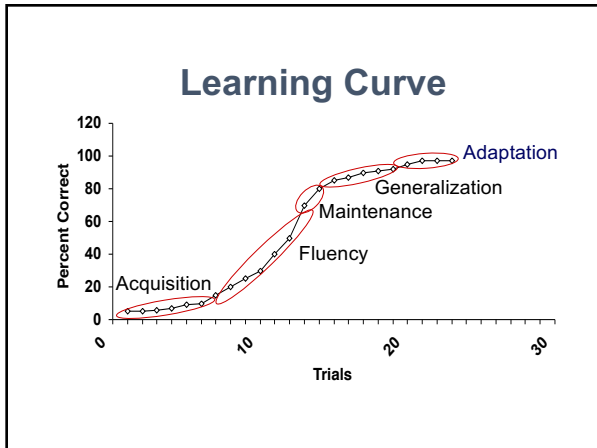 Learning Curve
120
100
80
60
40
20
0
Percent Correct
Adaptation
Generalization
Maintenance
Fluency
Acquisition
0
10
20
30
Trials